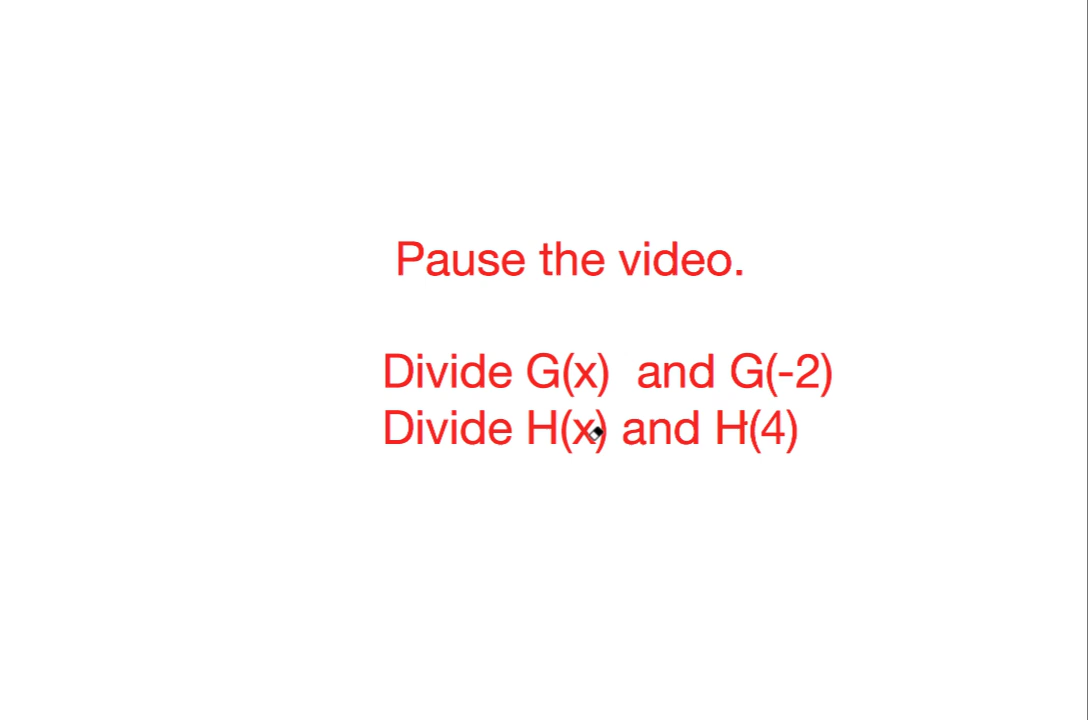 Pause the video.
Divide G(x) and G(-2)
Divide H(x) and H(4)